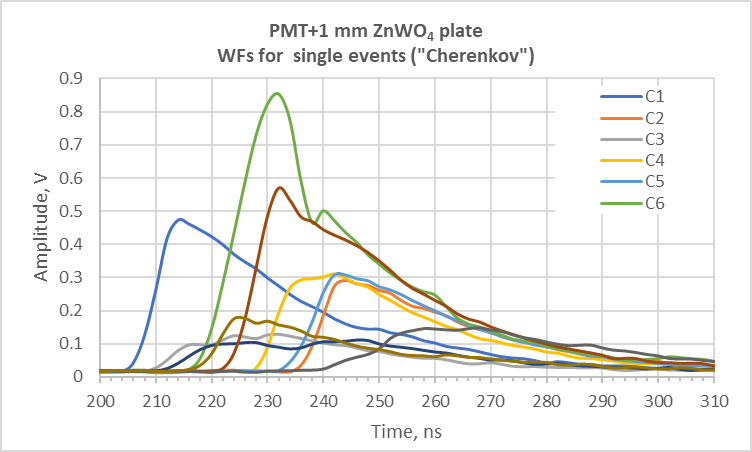 PMT+1 mm ZnWO₄ plate
WFs for single events ("Cherenkov")
Amplitude, V
0.9
0.8
0.7
0.6
0.5
0.4
0.3
0.2
0.1
0
C1
C2
C3
C4
C5
C6
200 210 220 230 240 250 260 270 280 290 300 310
Time, ns